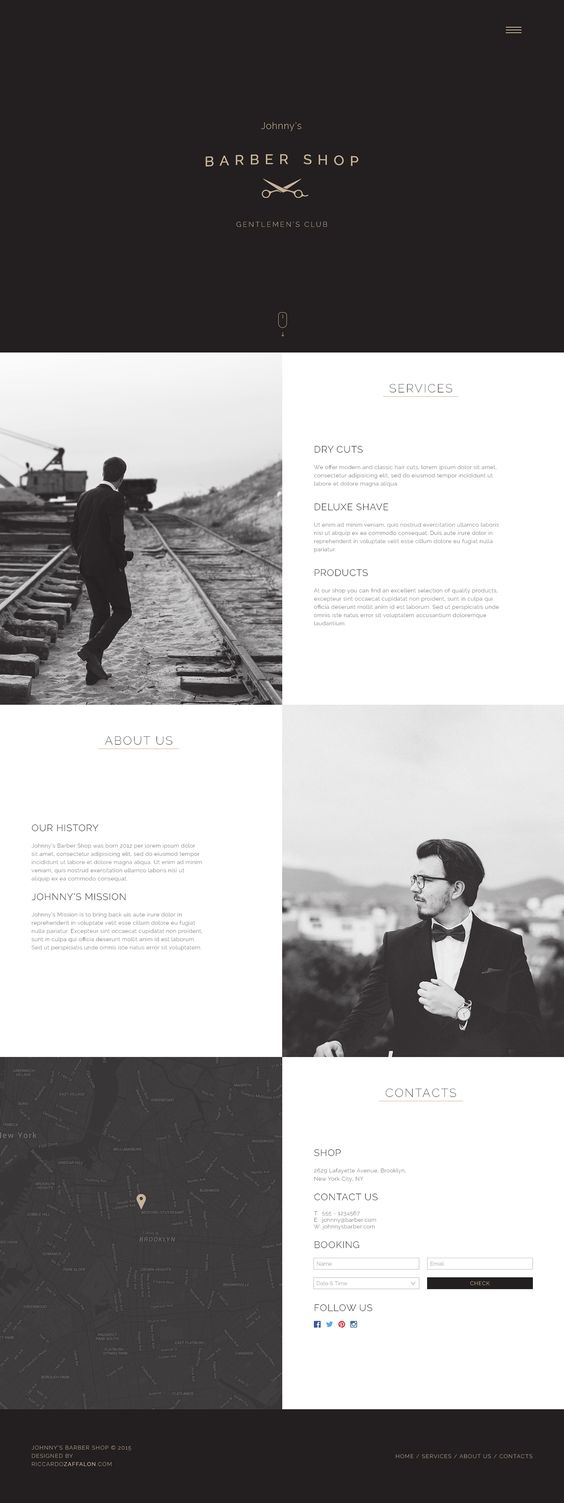 Johnny's
BARBER SHOP
GENTLEMEN'S CLUB
SERVICES
DRY CUTS
We offer modern and classic hair cuts, lorem ipsum dolor sit amet,
consectetur adipisicing elit, sed do eiusmod tempor incididunt ut
labore et dolore magna aliqua.
DELUXE SHAVE
Ut enim ad minim veniam, quis nostrud exercitation ullamco laboris
nisi ut aliquip ex ea commodo consequat. Duis aute irure dolor in
reprehenderit in voluptate velit esse cillum dolore eu fugiat nulla
pariatur.
PRODUCTS
At our shop you can find an excellent selection of quality products,
excepteur sint occaecat cupidatat non proident, sunt in culpa qui
officia deserunt mollit anim id est laborum. Sed ut perspiciatis unde
omnis iste natus error sit voluptatem accusantium doloremque
laudantium.
ABOUT US
OUR HISTORY
Johnny's Barber Shop was born 2012 per lorem ipsum dolor
sit amet, consectetur adipisicing elit, sed do eiusmod tempor
incididunt ut labore et dolore magna aliqua. Ut enim ad minim
veniam, quis nostrud exercitation ullamco laboris nisi ut
aliquip ex ea commodo consequat.
JOHNNY'S MISSION
Johnny's Mission is to bring back uis aute irure dolor in
reprehenderit in voluptate velit esse cillum dolore eu fugiat
nulla pariatur. Excepteur sint occaecat cupidatat non proident,
sunt in culpa qui officia deserunt mollit anim id est laborum.
Sed ut perspiciatis unde omnis iste natus error sit voluptatem.
New York
WILLIAMSBURG
BROOKLYN
CONTACTS
SHOP
2629 Lafayette Avenue, Brooklyn,
New York City, NY
CONTACT US
T: 555 - 1234567
E: johnny@barber.com
W: johnnysbarber.com
BOOKING
Name
Email
Date & Time
CHECK
FOLLOW US
JOHNNY'S BARBER SHOP © 2015
DESIGNED BY
RICCARDOZAFFALON.COM
HOME / SERVICES / ABOUT US / CONTACTS